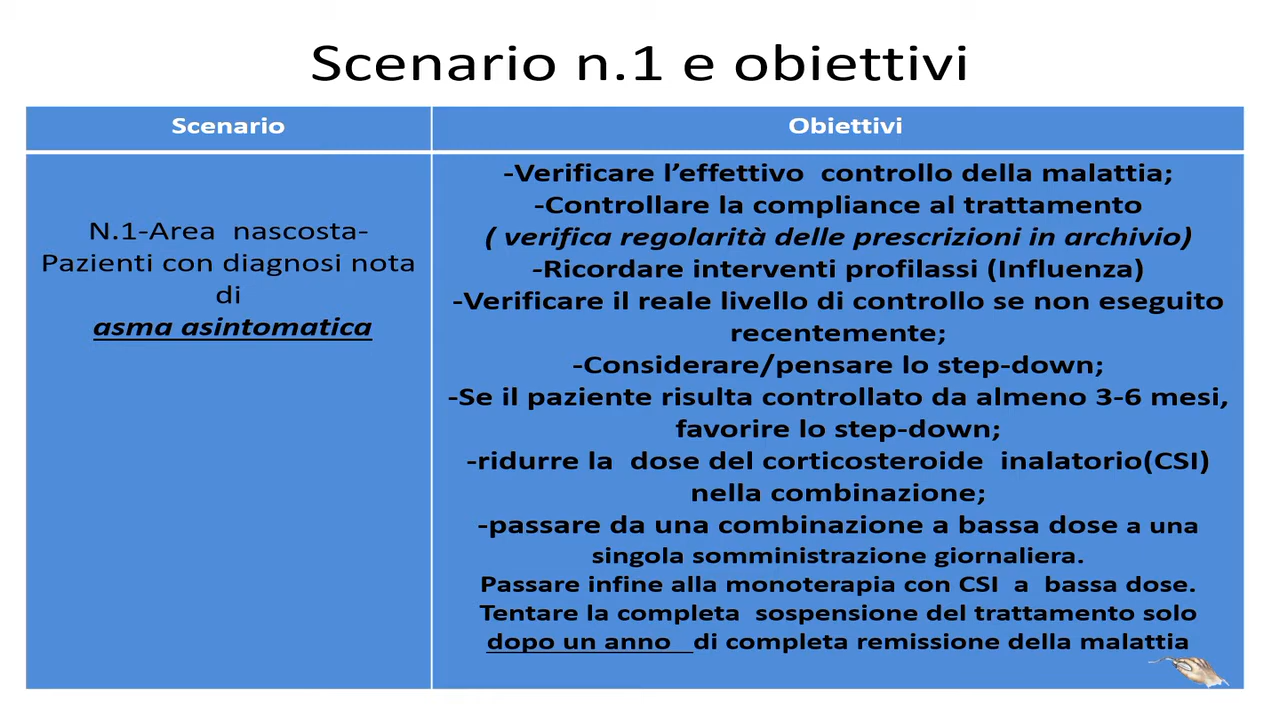 Scenario n.1 e obiettivi
Scenario
Obiettivi
N.1-Area nascosta-
Pazienti con diagnosi nota
di
asma asintomatica
-Verificare l’effettivo controllo della malattia;
-Controllare la compliance al trattamento
( verifica regolarità delle prescrizioni in archivio)
-Ricordare interventi profilassi (Influenza)
-Verificare il reale livello di controllo se non eseguito
recentemente;
-Considerare/pensare lo step-down;
-Se il paziente risulta controllato da almeno 3-6 mesi,
favorire lo step-down;
-ridurre la dose del corticosteroide inalatorio(CSI)
nella combinazione;
-passare da una combinazione a bassa dose a una
singola somministrazione giornaliera.
Passare infine alla monoterapia con CSI a bassa dose.
Tentare la completa sospensione del trattamento solo
dopo un anno di completa remissione della malattia